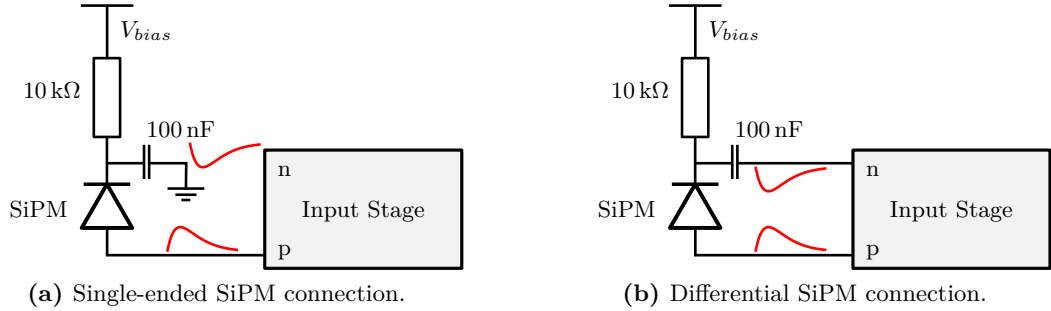 V_bias
10 kΩ
100 nF
n
SiPM
Input Stage
p
(a) Single-ended SiPM connection.
V_bias
10 kΩ
100 nF
n
SiPM
Input Stage
p
(b) Differential SiPM connection.